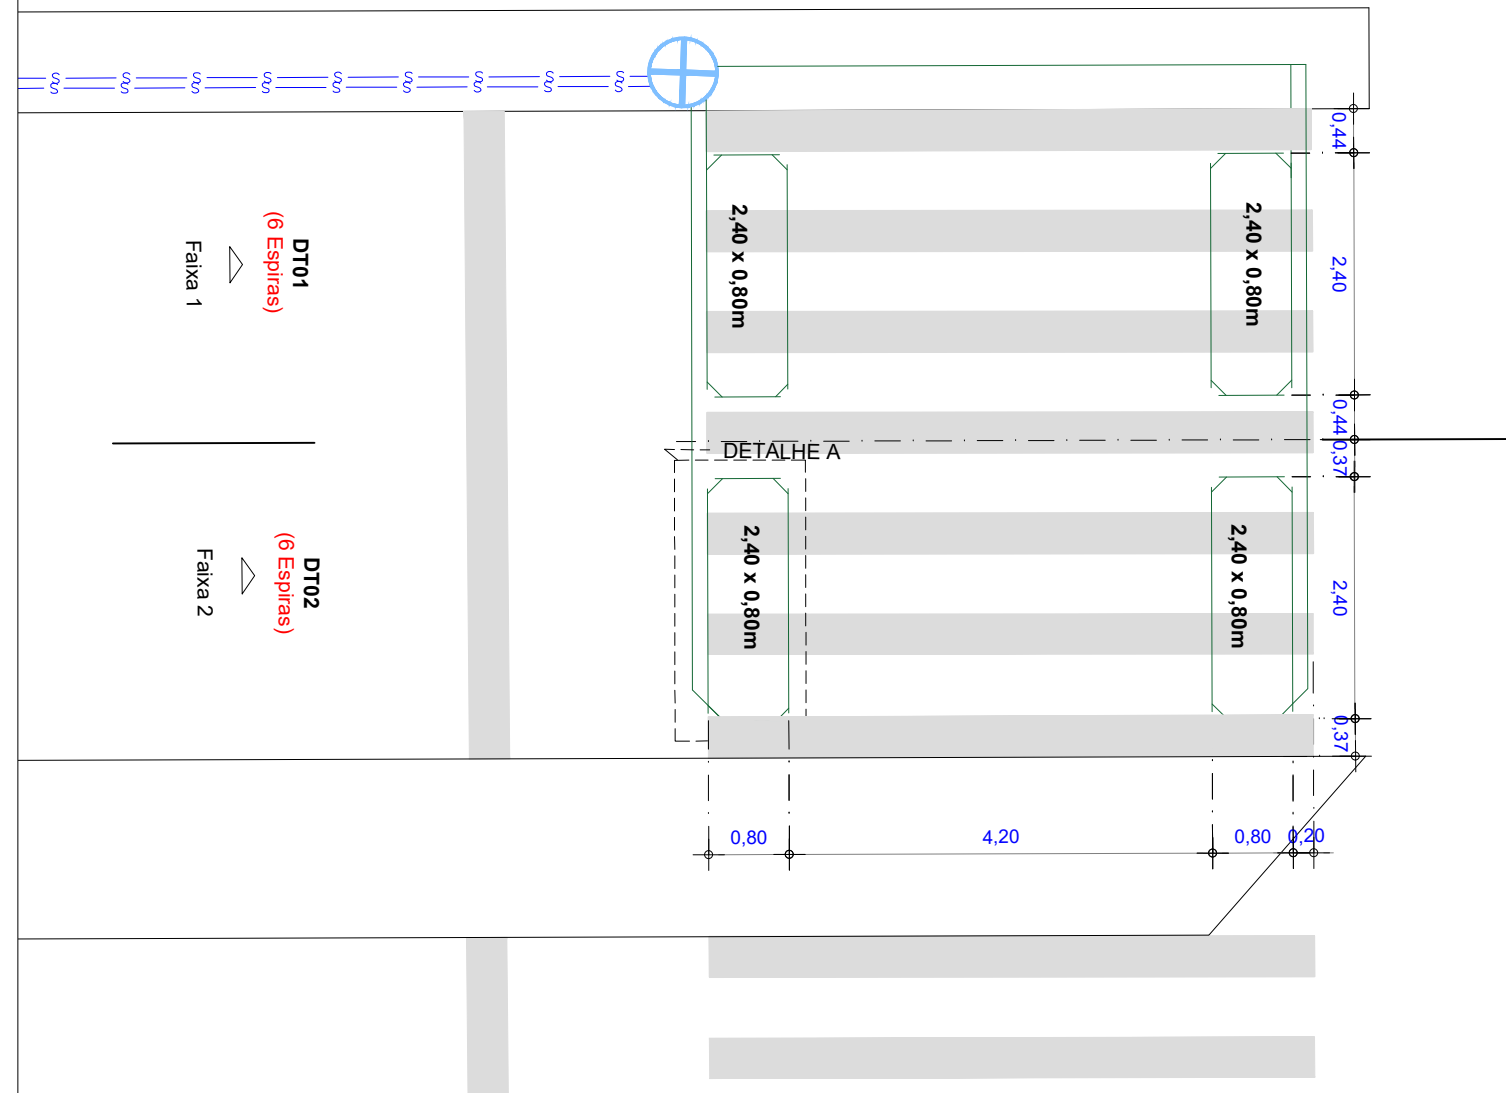 DT01
(6 Espiras)
Faixa 1
DT02
(6 Espiras)
Faixa 2
2,40 x 0,80m
2,40 x 0,80m
DETALHE A
2,40 x 0,80m
2,40 x 0,80m
0,44
2,40
0,44
0,37
2,40
0,37
0,80
4,20
0,80
0,20